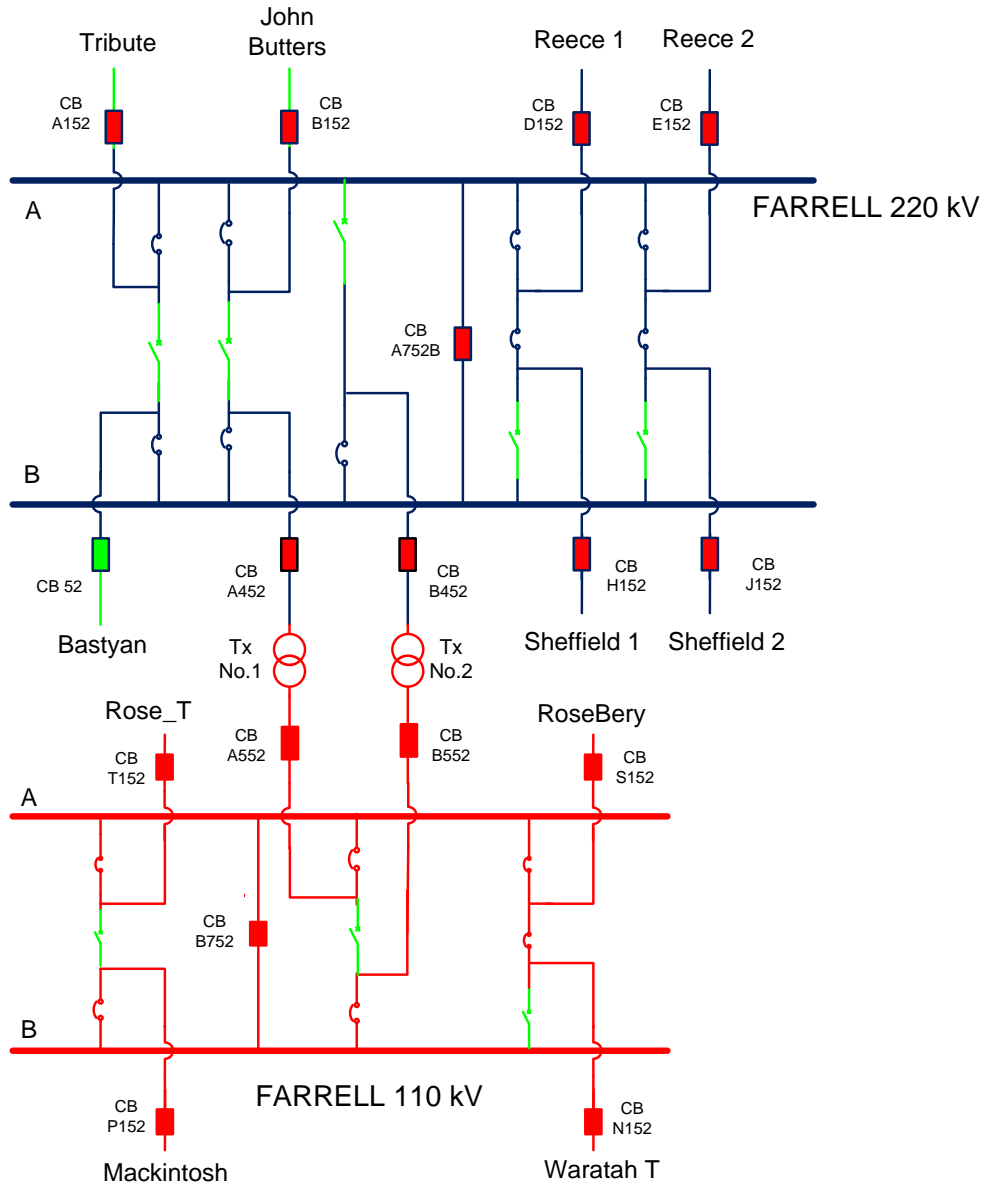 Tribute
John
Butters
Reece 1
Reece 2
CB
A152
CB
B152
CB
D152
CB
E152
A
FARRELL 220 kV
CB
A752B
B
CB 52
CB
A452
CB
B452
CB
H152
CB
J152
Bastyan
Tx
No.1
Tx
No.2
Sheffield 1
Sheffield 2
Rose_T
RoseBery
CB
T152
CB
A552
CB
B552
CB
S152
A
CB
B752
B
FARRELL 110 kV
CB
P152
CB
N152
Mackintosh
Waratah T